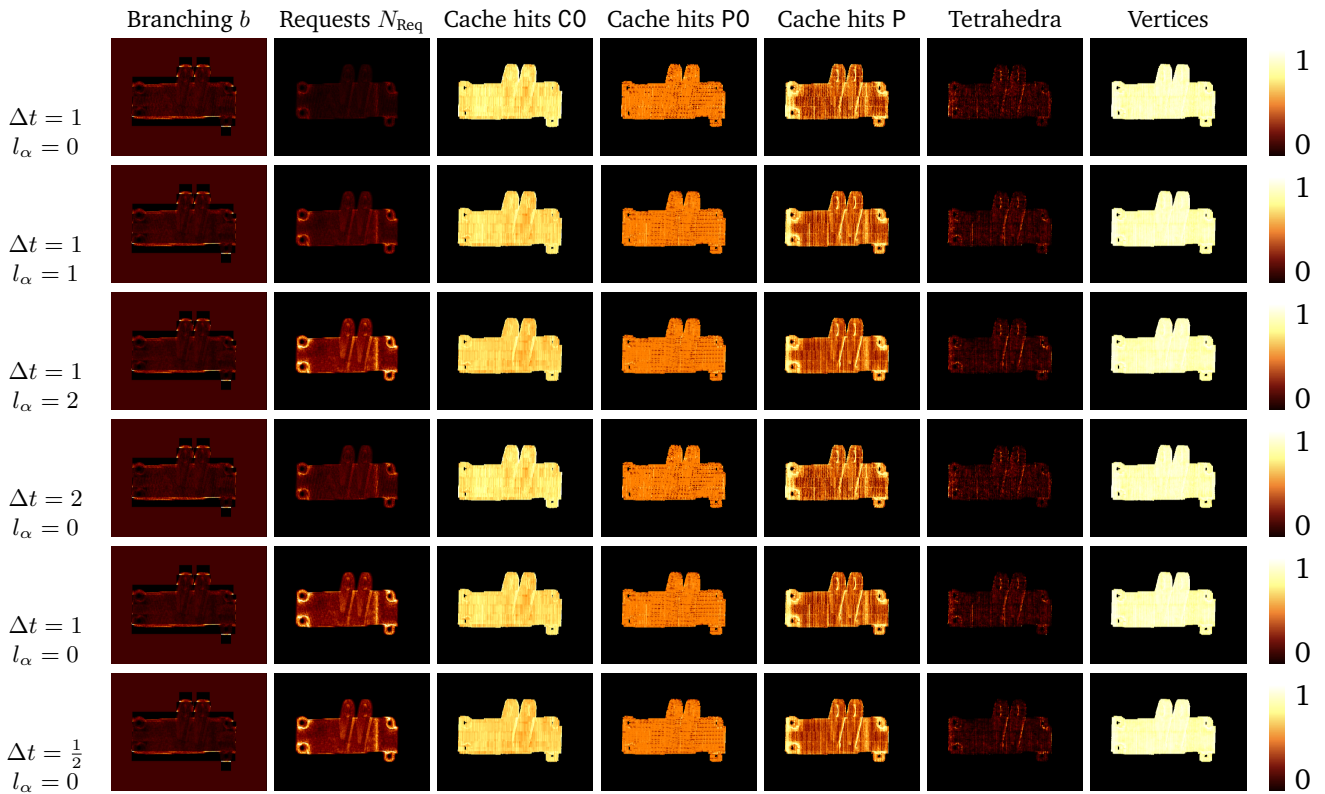 Branching b Requests N_Req Cache hits CO Cache hits PO Cache hits P Tetrahedra Vertices
1
Δt = 1
l_α = 0
0
1
Δt = 1
l_α = 1
0
1
Δt = 1
l_α = 2
0
1
Δt = 2
l_α = 0
0
1
Δt = 1
l_α = 0
0
1
Δt = 1/2
l_α = 0
0